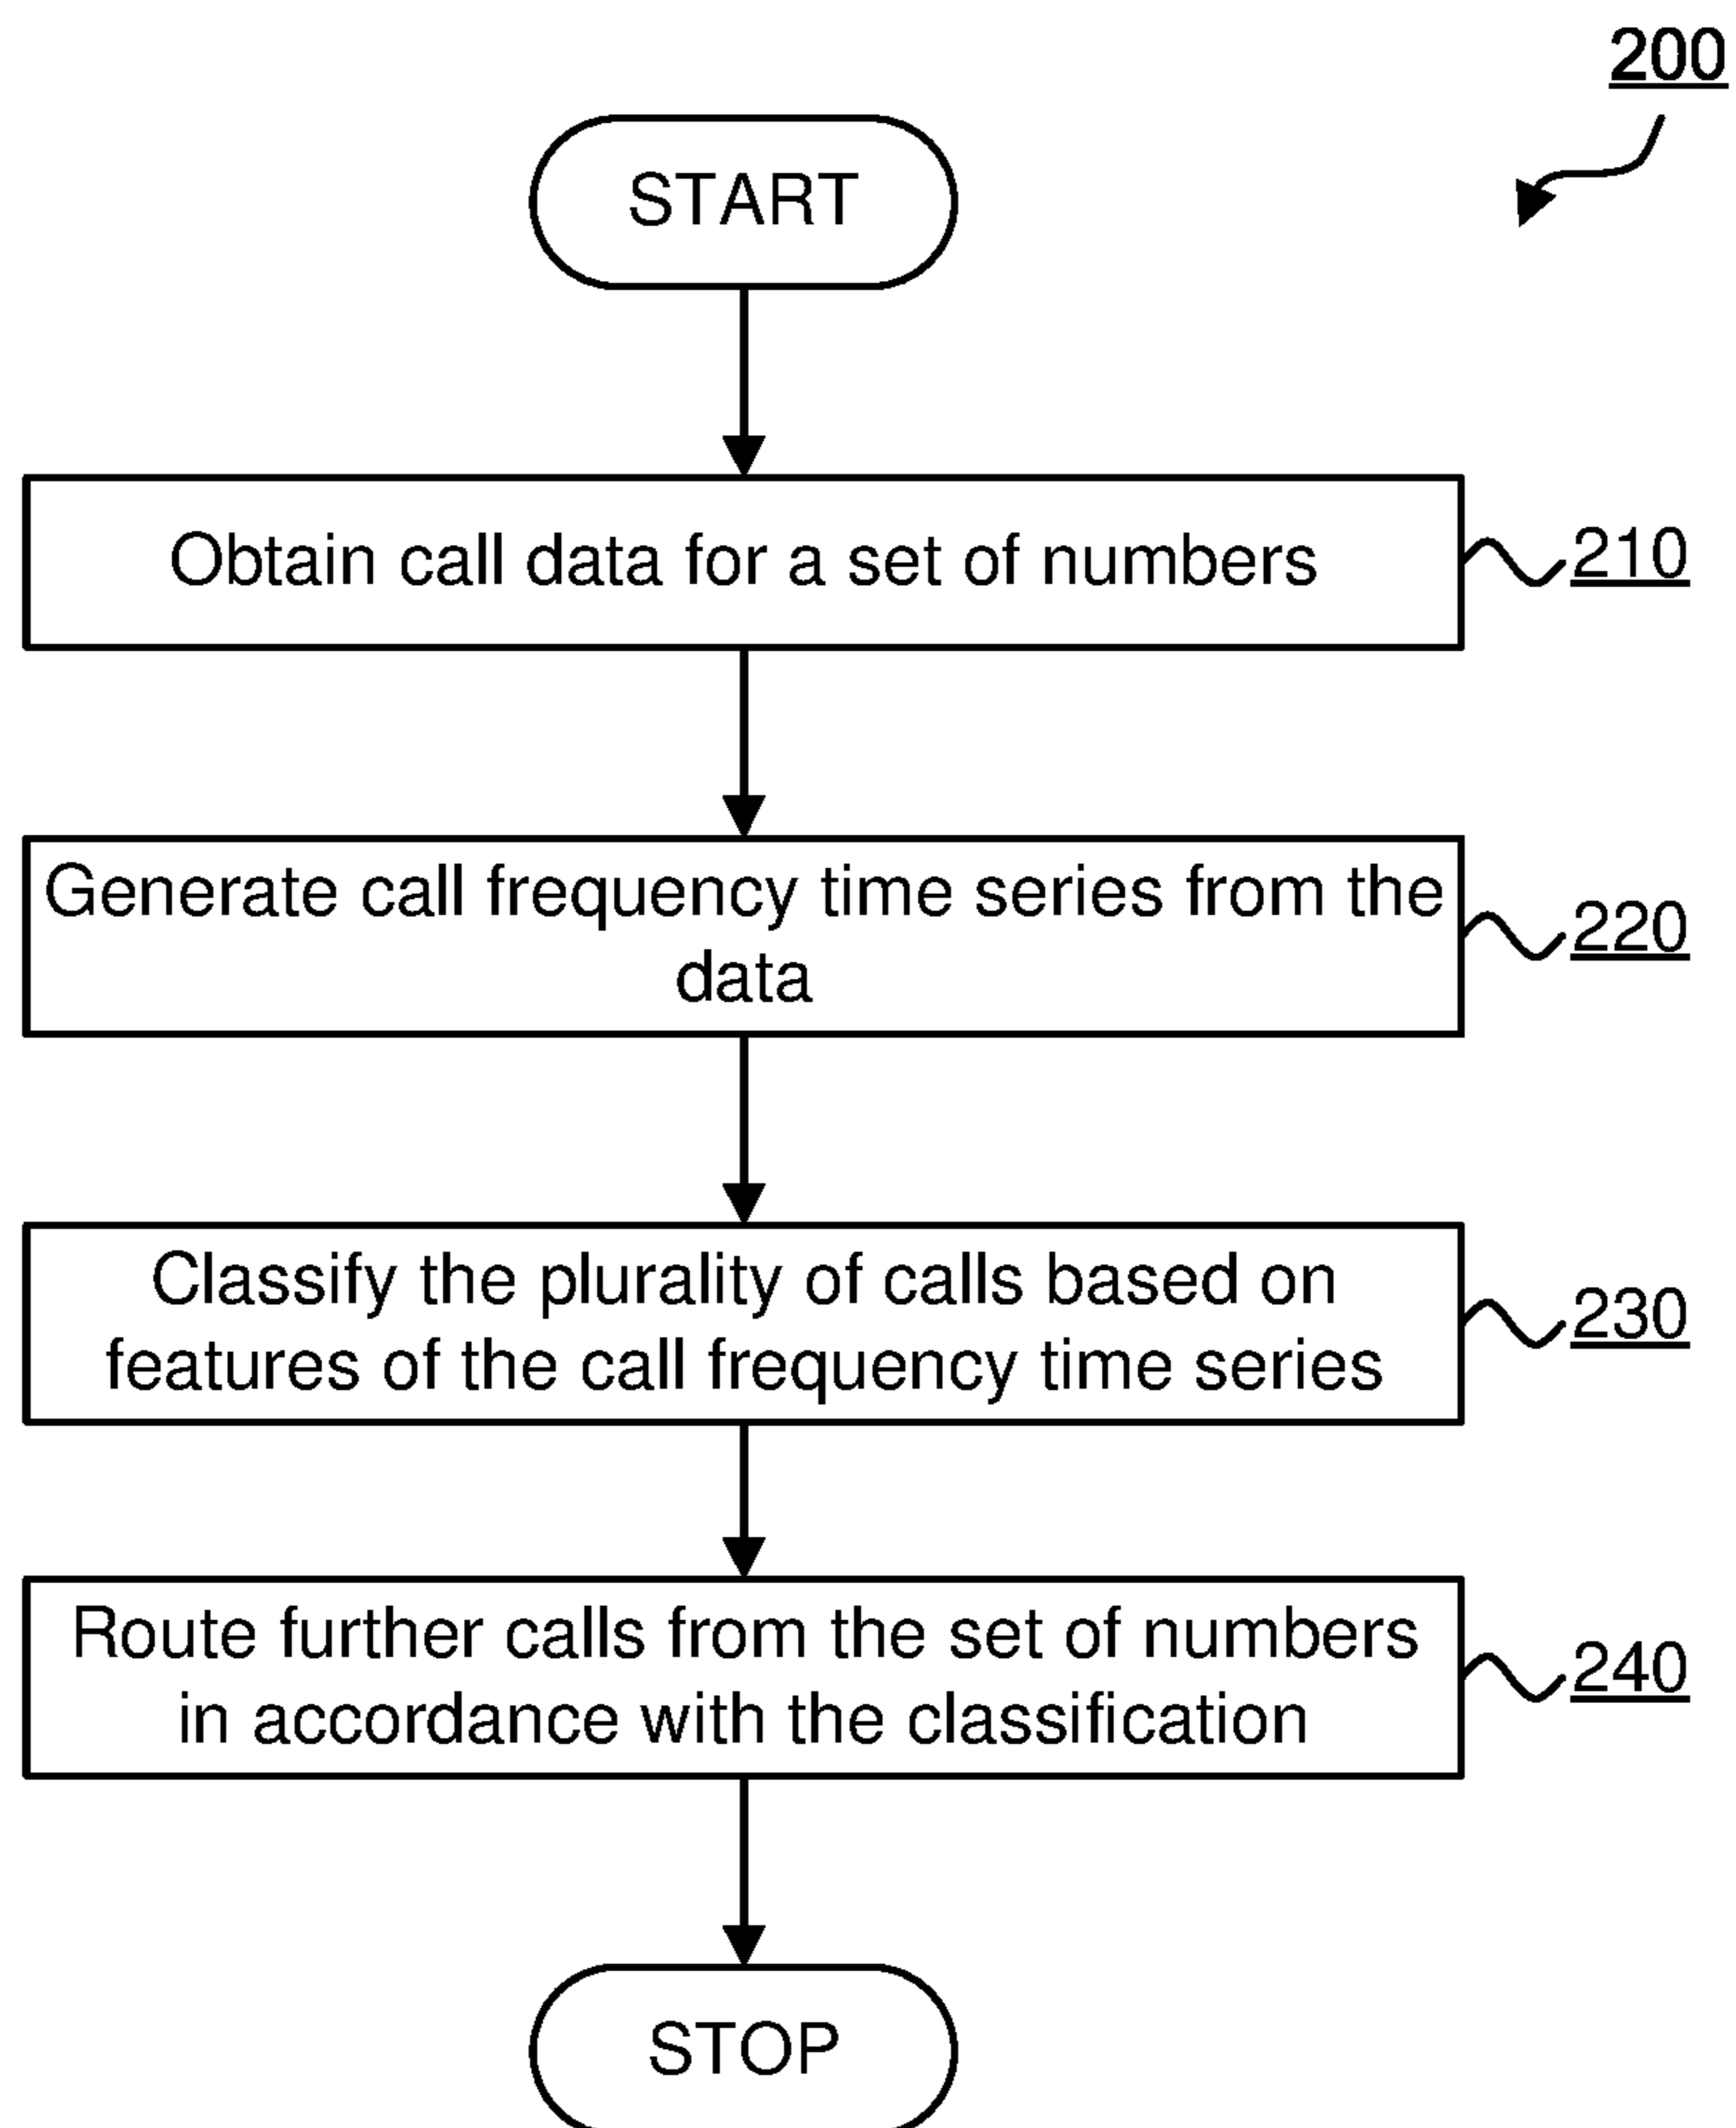 200
START
Obtain call data for a set of numbers
210
Generate call frequency time series from the
data
220
Classify the plurality of calls based on
features of the call frequency time series
230
Route further calls from the set of numbers
in accordance with the classification
240
STOP